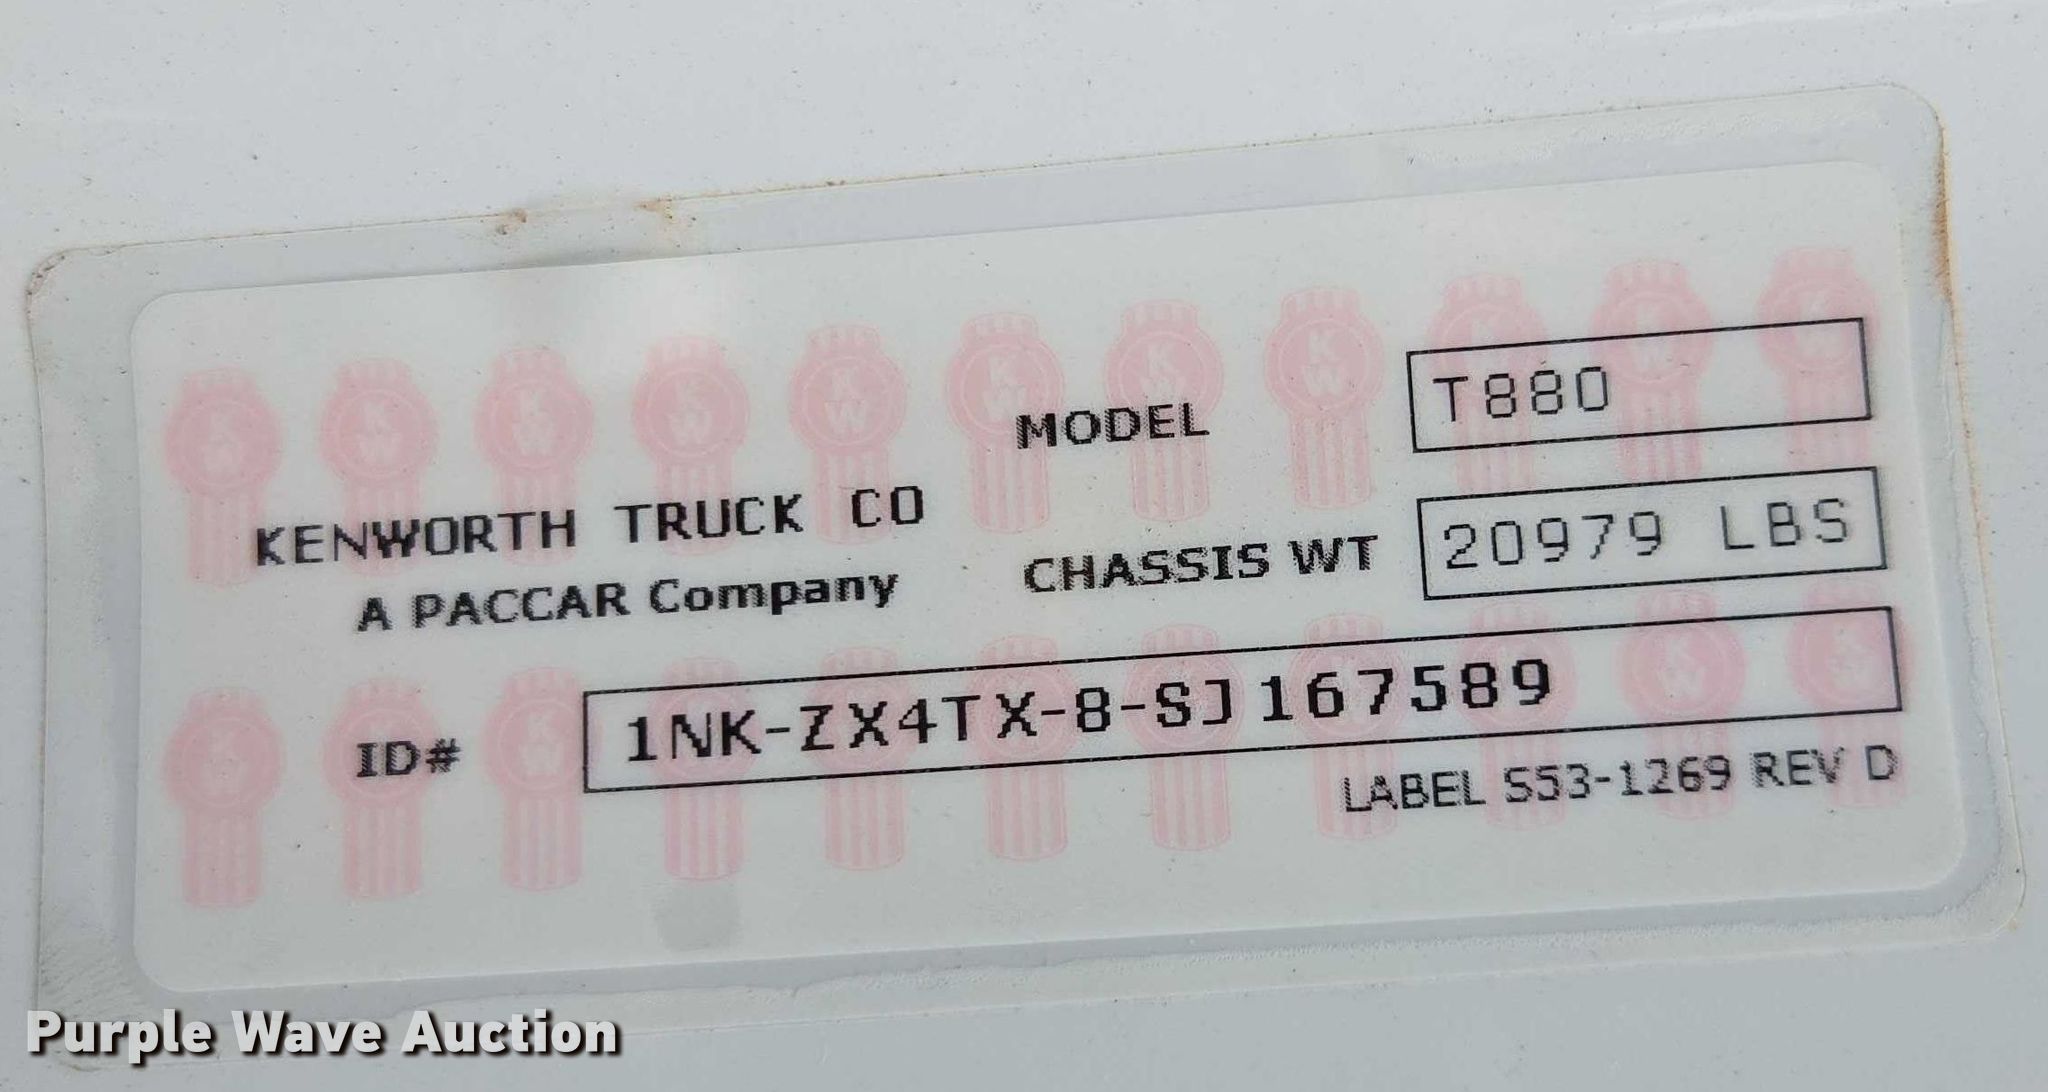 MODEL T880
KENWORTH TRUCK CO
A PACCAR Company
CHASSIS WT 20979 LBS
ID# 1NK-ZX4TX-8-SJ167589
LABEL S53-1269 REV D
Purple Wave Auction